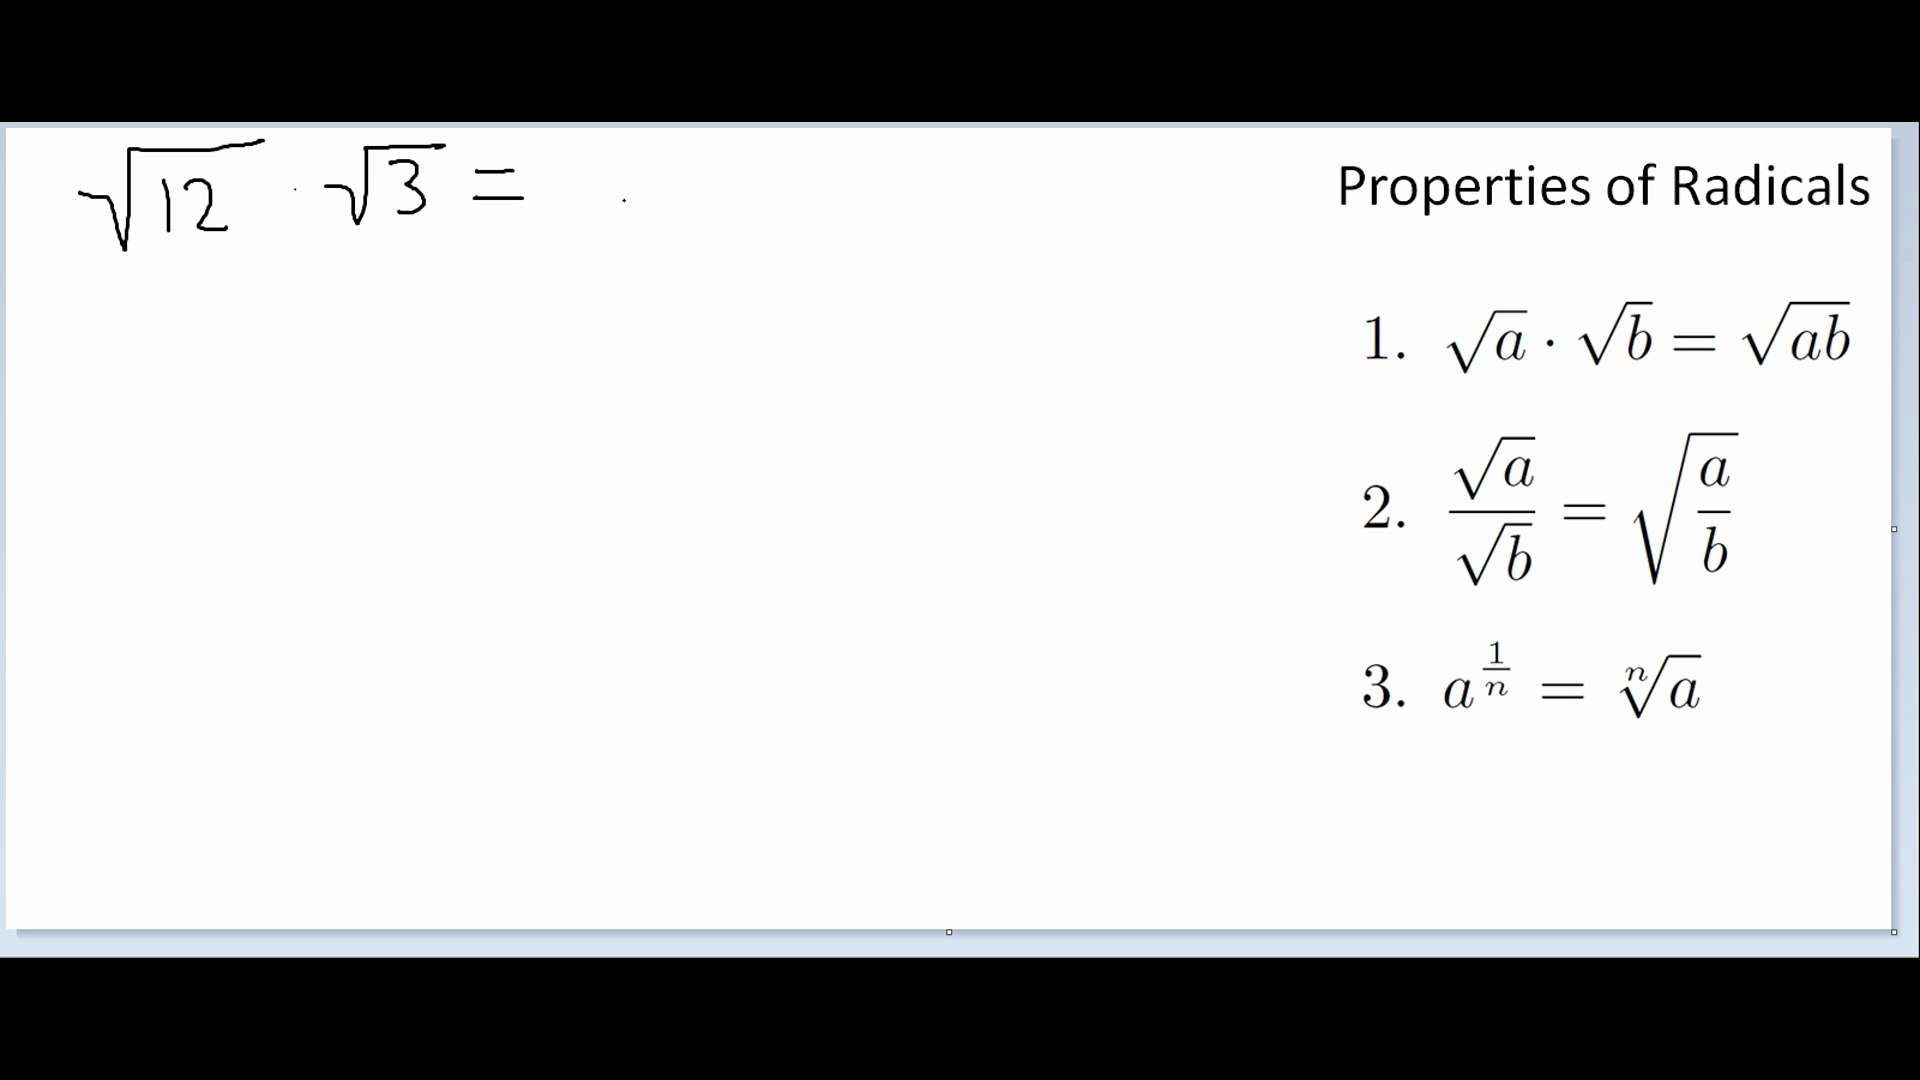 √12 · √3 =
Properties of Radicals
1. √a · √b = √ab
2. √a/√b = √(a/b)
3. a^(1/n) = ⁿ√a